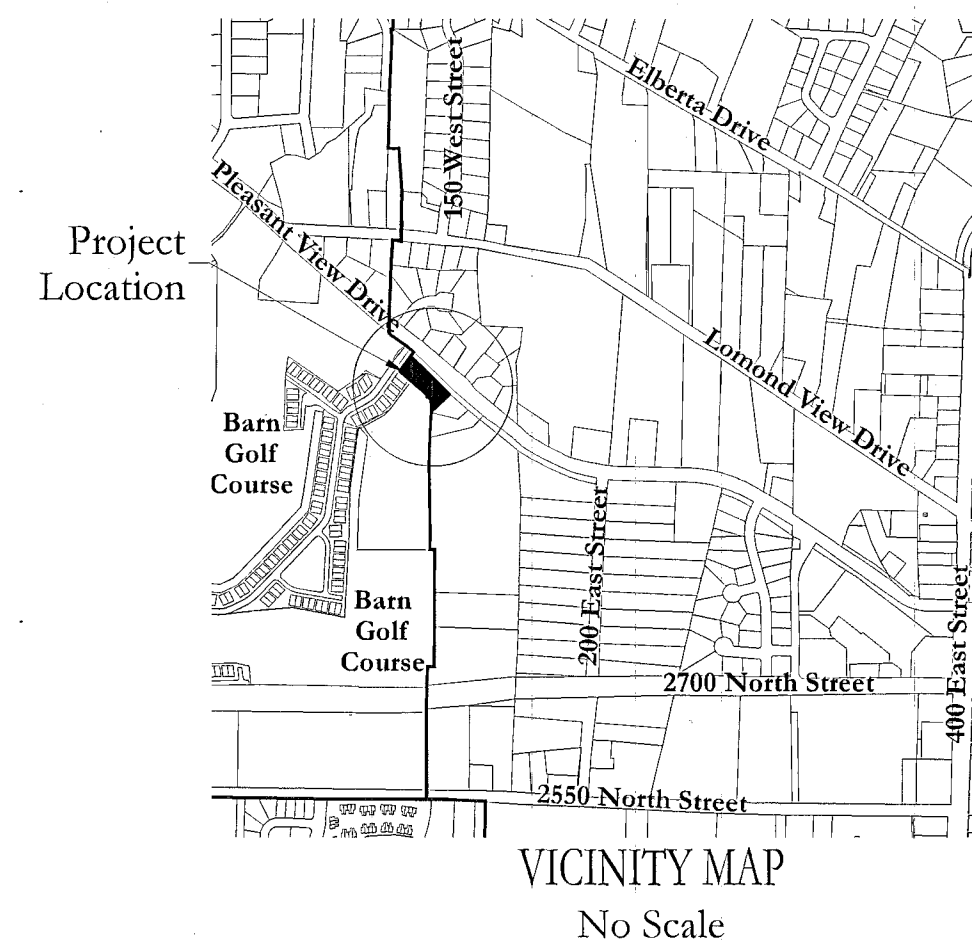 Elberta Drive
150 West Street
Pleasant View Drive
Project
Location
Lomond View Drive
Barn
Golf
Course
200 East Street
Barn
Golf
Course
2700 North Street
400 East Street
2550 North Street
VICINITY MAP
No Scale